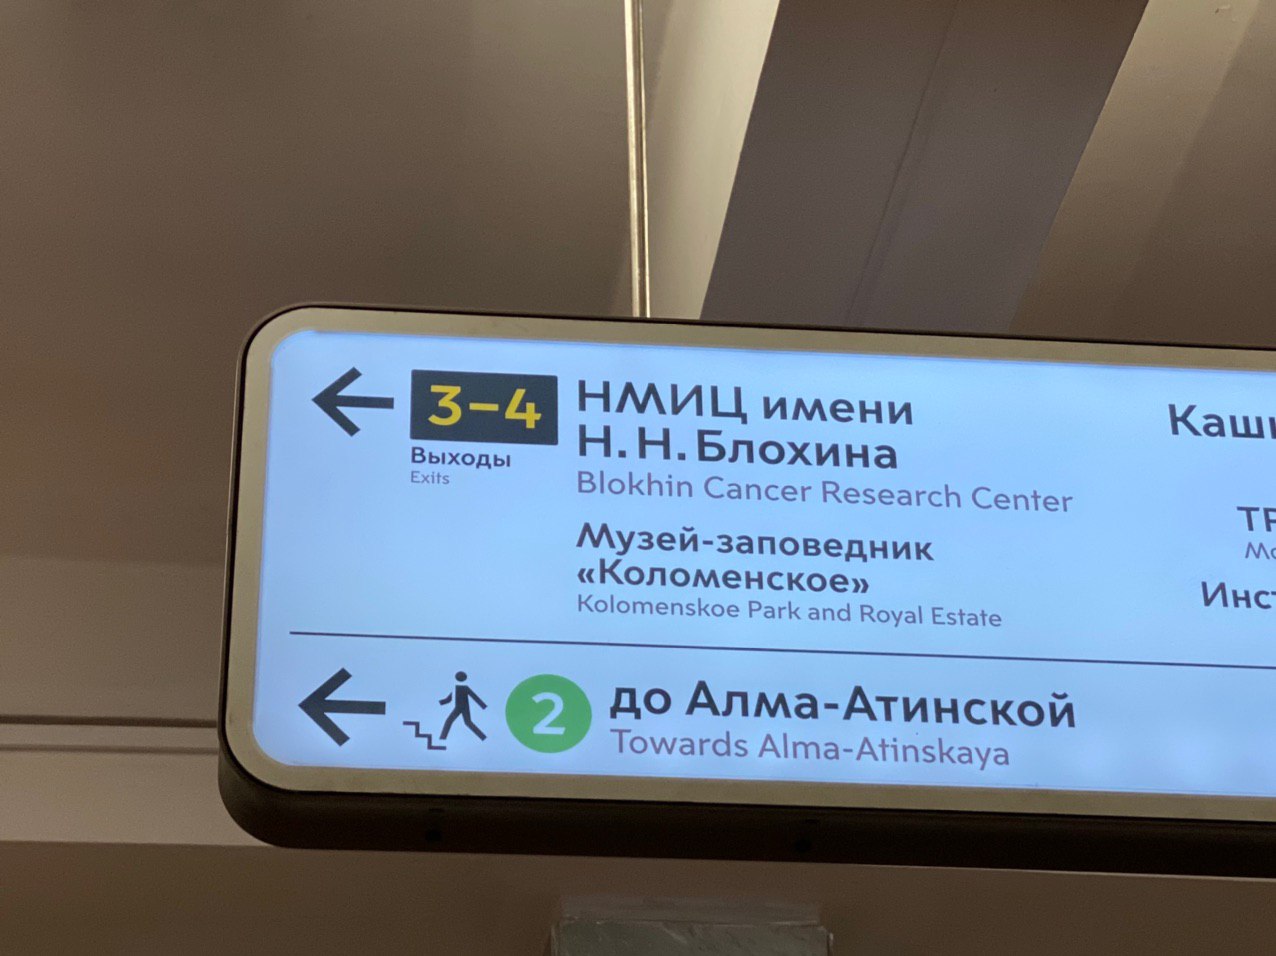 3–4
Выходы
Exits
НМИЦ имени
Н.Н.Блохина
Blokhin Cancer Research Center
Музей-заповедник
«Коломенское»
Kolomenskoe Park and Royal Estate
2 до Алма-Атинской
Towards Alma-Atinskaya